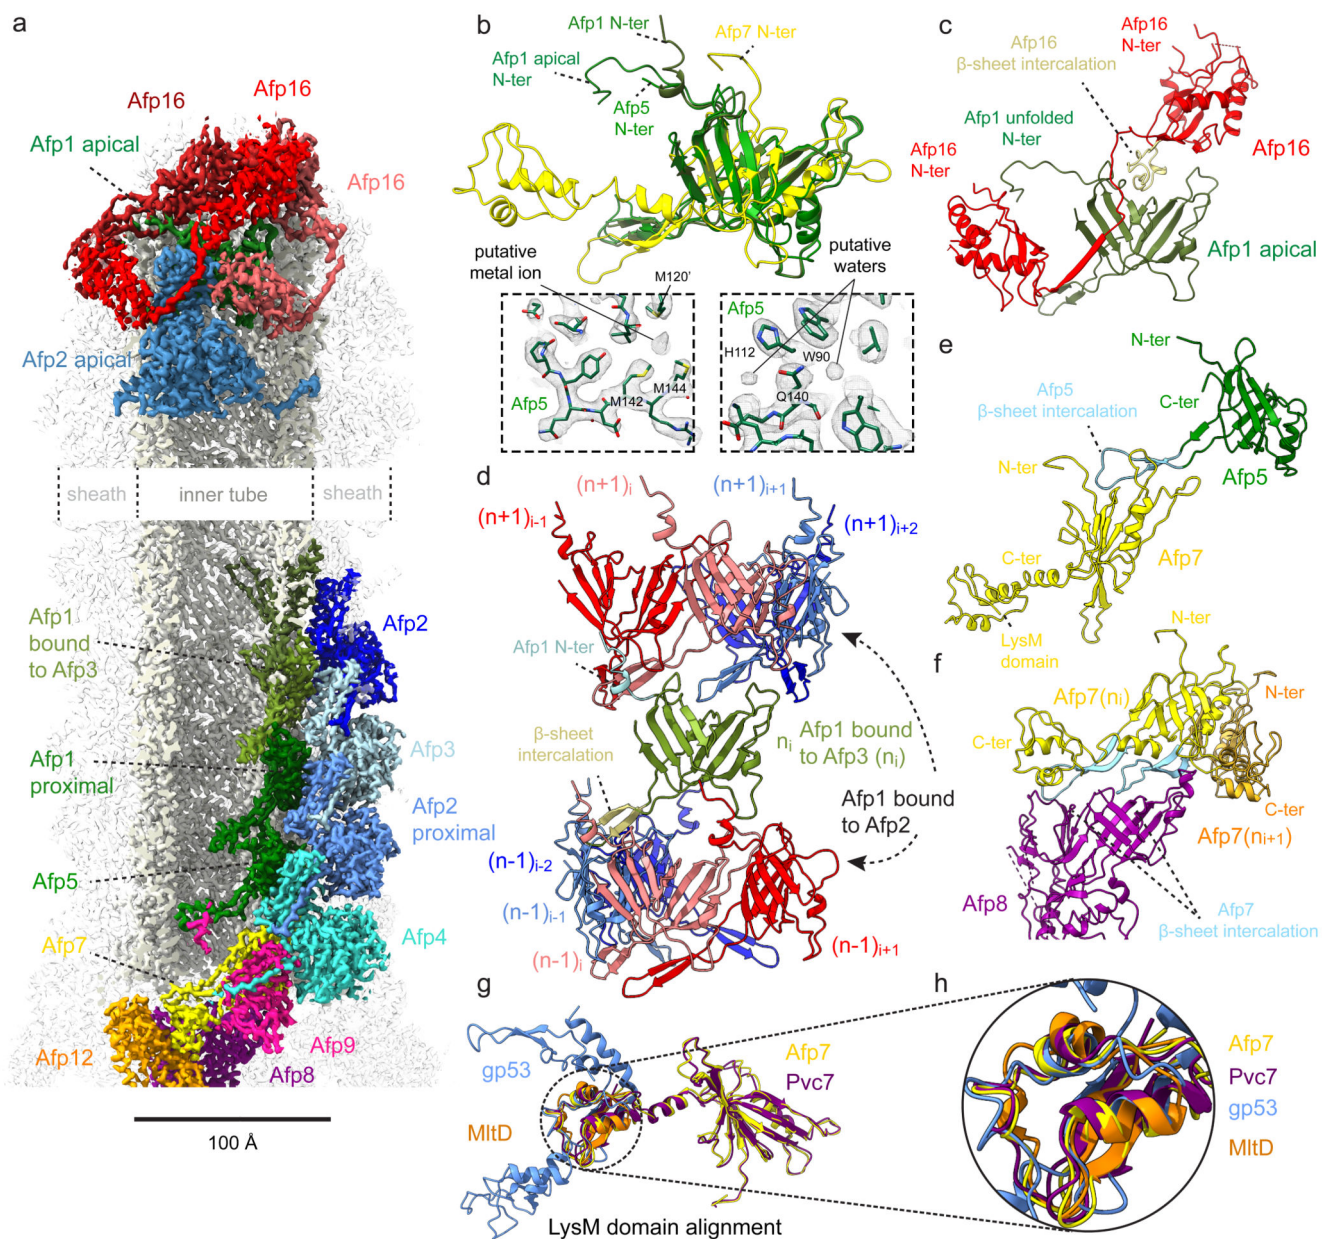 a
Afp16
Afp16
Afp1 apical
Afp16
Afp2 apical
sheath
inner tube
sheath
Afp1
bound
to Afp3
Afp2
Afp3
Afp1
proximal
Afp2
proximal
Afp5
Afp7
Afp4
Afp12
Afp9
Afp8
100 Å
b
Afp1 N-ter
Afp7 N-ter
Afp1 apical
N-ter
Afp5
N-ter
putative
metal ion
putative
waters
M120'
Afp5
M142
M144
Afp5
H112
W90
Q140
c
Afp16
N-ter
Afp16
β-sheet intercalation
Afp1 unfolded
N-ter
Afp16
N-ter
Afp16
Afp1 apical
d
(n+1)i
(n+1)i+1
(n+1)i-1
(n+1)i+2
Afp1 N-ter
β-sheet
intercalation
ni
Afp1 bound
to Afp3 (ni)
Afp1 bound
to Afp2
(n-1)i-2
(n-1)i-1
(n-1)i
(n-1)i+1
e
N-ter
Afp5
β-sheet intercalation
C-ter
N-ter
Afp5
Afp7
C-ter
LysM
domain
f
N-ter
Afp7(ni)
N-ter
C-ter
C-ter
Afp7(ni+1)
Afp8
Afp7
β-sheet intercalation
g
gp53
Afp7
Pvc7
MltD
LysM domain alignment
h
Afp7
Pvc7
gp53
MltD